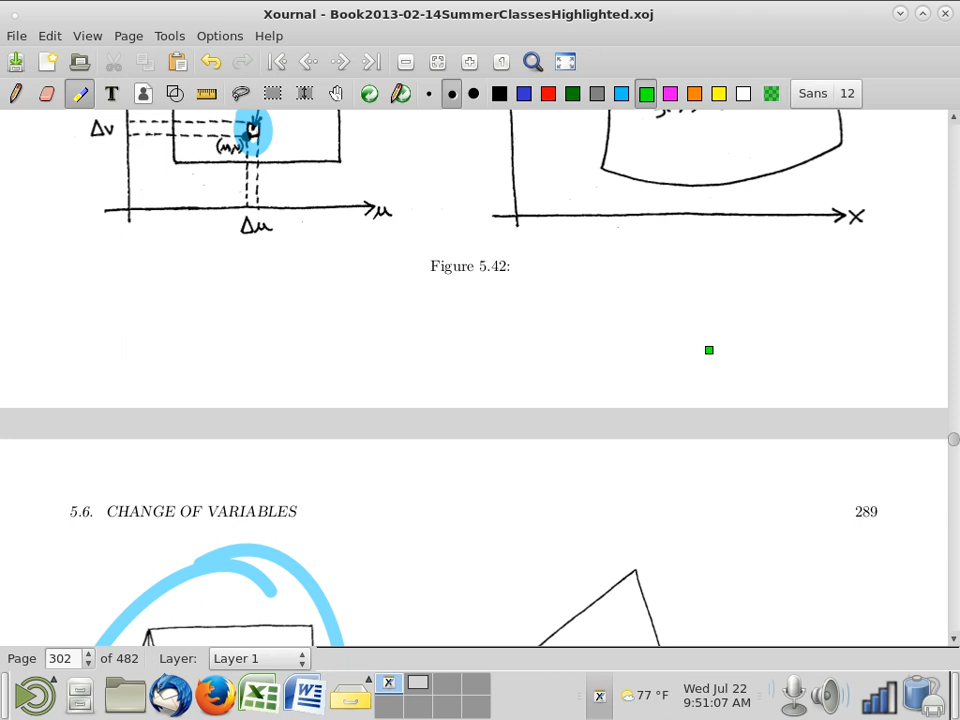 Xournal - Book2013-02-14SummerClassesHighlighted.xoj
File Edit View Page Tools Options Help
Sans 12
Δv
Δu
u
x
Figure 5.42:
5.6. CHANGE OF VARIABLES 289
Page 302 of 482 Layer: Layer 1
77 °F
Wed Jul 22
9:51:07 AM